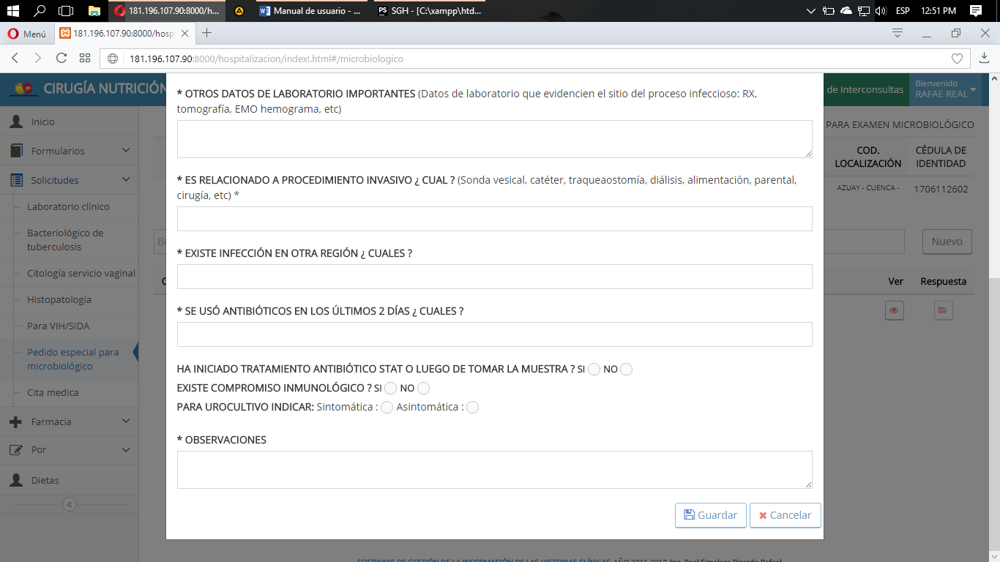 181.196.107.90:8000/h...
Manual de usuario - ...
PS SGH - [C:\xampp\htd...
ESP 12:51 PM
Menú
181.196.107.90:8000/hosp
181.196.107.90:8000/hospitalizacion/index!.html#/microbiologico
CIRUGÍA NUTRICIÓN
de Interconsultas
Bienvenido
RAFAE REAL
Inicio
Formularios
Solicitudes
Laboratorio clínico
Bacteriológico de
tuberculosis
Citología servicio vaginal
Histopatología
Para VIH/SIDA
Pedido especial para
microbiológico
Cita medica
Farmacia
Por
Dietas
* OTROS DATOS DE LABORATORIO IMPORTANTES (Datos de laboratorio que evidencien el sitio del proceso infeccioso: RX,
tomografía, EMO hemograma, etc)
* ES RELACIONADO A PROCEDIMIENTO INVASIVO ¿ CUAL ? (Sonda vesical, catéter, traqueaostomía, diálisis, alimentación, parental,
cirugía, etc) *
* EXISTE INFECCIÓN EN OTRA REGIÓN ¿ CUALES ?
* SE USÓ ANTIBIÓTICOS EN LOS ÚLTIMOS 2 DÍAS ¿ CUALES ?
HA INICIADO TRATAMIENTO ANTIBIÓTICO STAT O LUEGO DE TOMAR LA MUESTRA ? SI NO
EXISTE COMPROMISO INMUNOLÓGICO ? SI NO
PARA UROCULTIVO INDICAR: Sintomática : Asintomática :
* OBSERVACIONES
Guardar Cancelar
PARA EXAMEN MICROBIOLÓGICO
COD. LOCALIZACIÓN
CÉDULA DE IDENTIDAD
AZUAY - CUENCA - 1706112602
Nuevo
Ver Respuesta